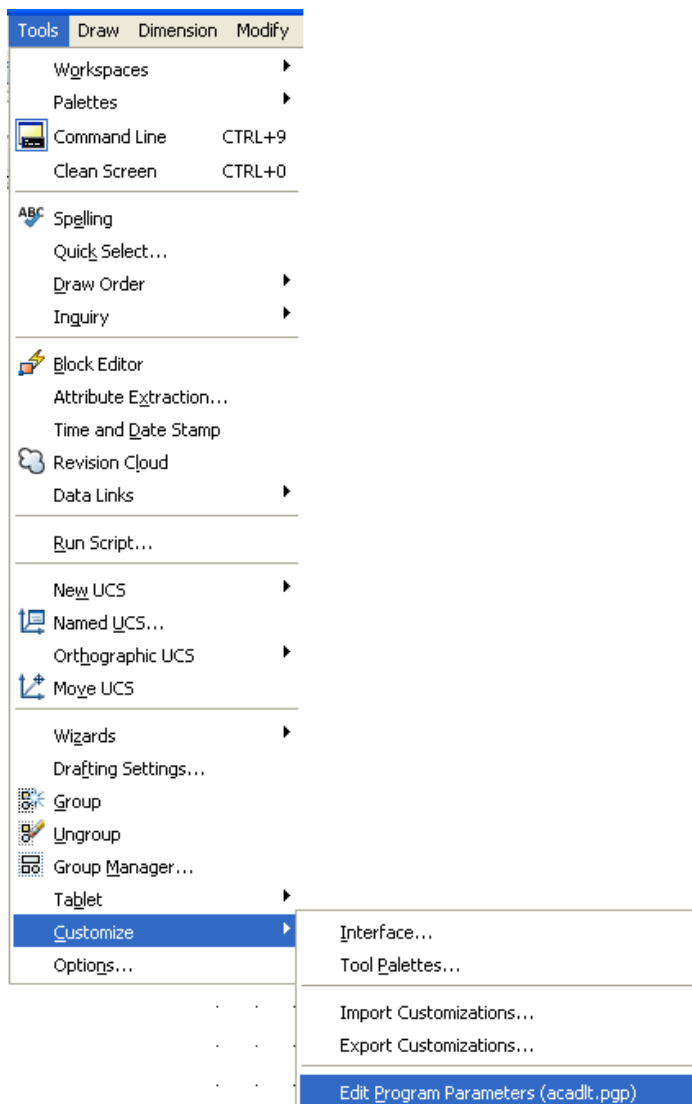 Tools Draw Dimension Modify
Workspaces
Palettes
Command Line CTRL+9
Clean Screen CTRL+0
ABC Spelling
Quick Select...
Draw Order
Inquiry
Block Editor
Attribute Extraction...
Time and Date Stamp
Revision Cloud
Data Links
Run Script...
New UCS
Named UCS...
Orthographic UCS
Move UCS
Wizards
Drafting Settings...
Group
Ungroup
Group Manager...
Tablet
Customize
Options...
Interface...
Tool Palettes...
Import Customizations...
Export Customizations...
Edit Program Parameters (acadlt.pgp)